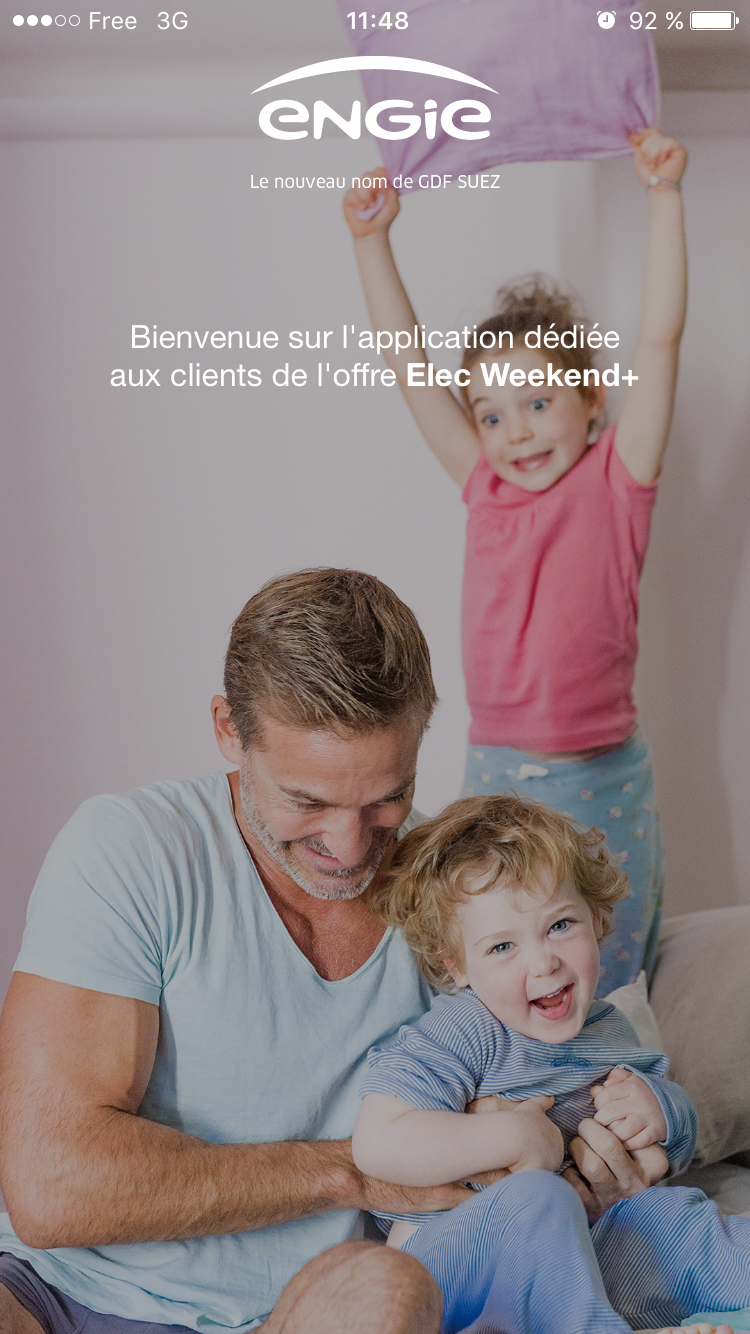 Free 3G 11:48 92 %
ENGIE
Le nouveau nom de GDF SUEZ
Bienvenue sur l'application dédiée
aux clients de l'offre Elec Weekend+